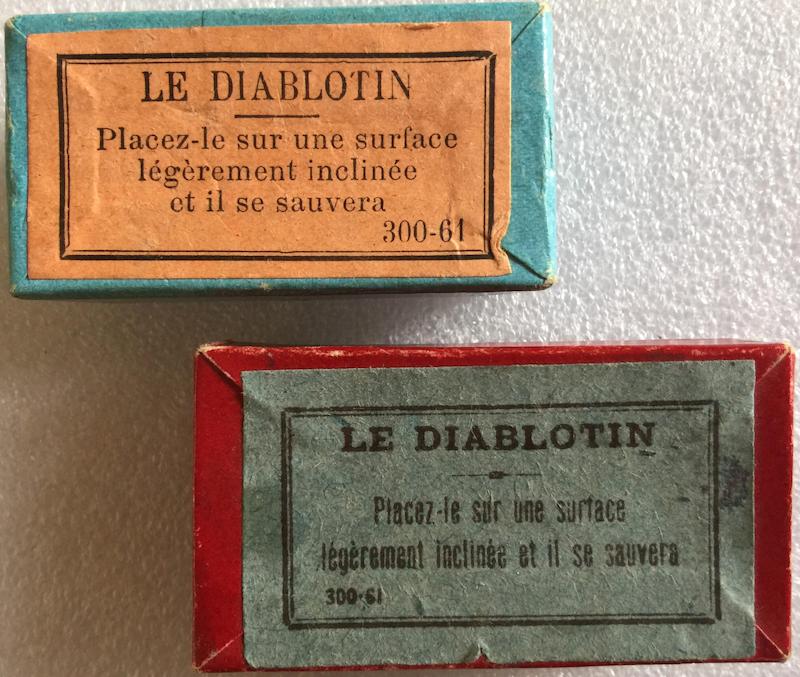 LE DIABLOTIN
Placez-le sur une surface
légèrement inclinée
et il se sauvera
300-61
LE DIABLOTIN
Placez-le sur une surface
légèrement inclinée et il se sauvera
300-61